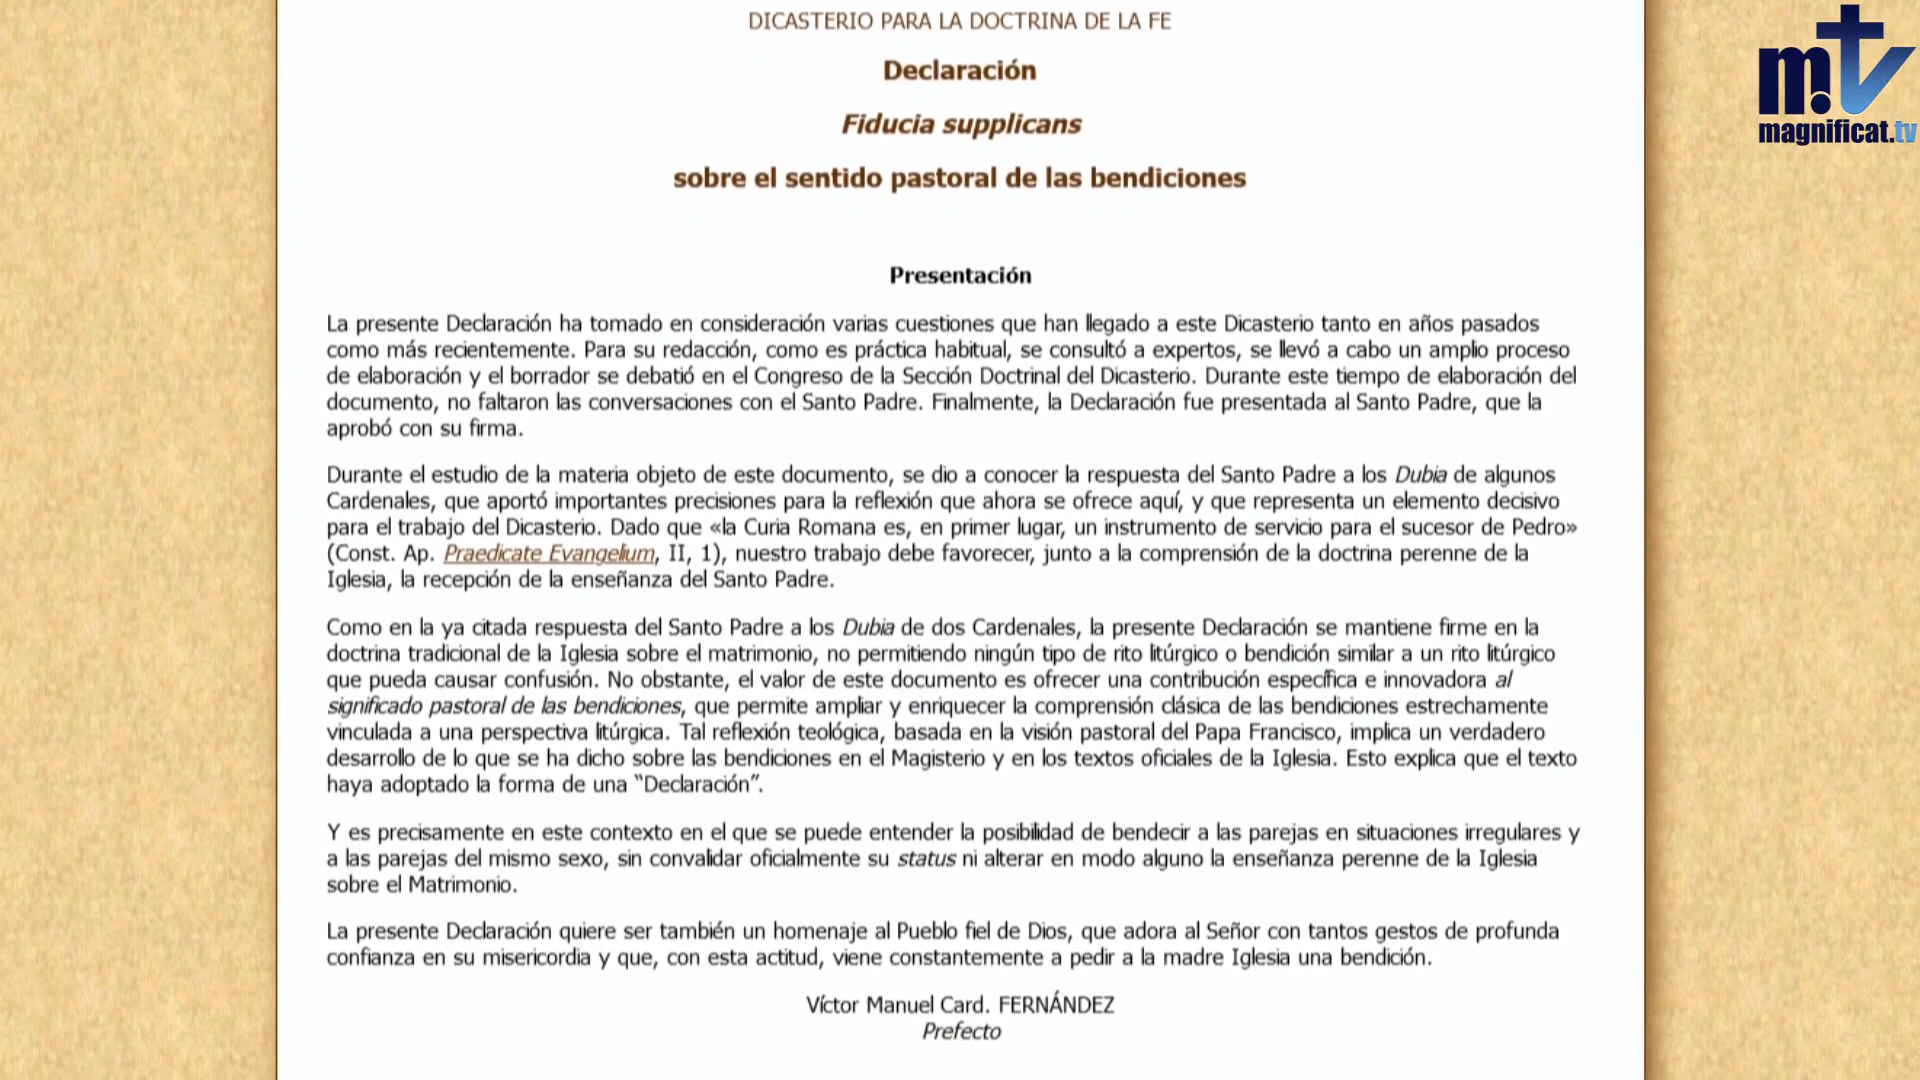 DICASTERIO PARA LA DOCTRINA DE LA FE
Declaración
Fiducia supplicans
sobre el sentido pastoral de las bendiciones
magnificat.tv
Presentación
La presente Declaración ha tomado en consideración varias cuestiones que han llegado a este Dicasterio tanto en años pasados
como más recientemente. Para su redacción, como es práctica habitual, se consultó a expertos, se llevó a cabo un amplio proceso
de elaboración y el borrador se debatió en el Congreso de la Sección Doctrinal del Dicasterio. Durante este tiempo de elaboración del
documento, no faltaron las conversaciones con el Santo Padre. Finalmente, la Declaración fue presentada al Santo Padre, que la
aprobó con su firma.
Durante el estudio de la materia objeto de este documento, se dio a conocer la respuesta del Santo Padre a los Dubia de algunos
Cardenales, que aportó importantes precisiones para la reflexión que ahora se ofrece aquí, y que representa un elemento decisivo
para el trabajo del Dicasterio. Dado que «la Curia Romana es, en primer lugar, un instrumento de servicio para el sucesor de Pedro»
(Const. Ap. Praedicate Evangelium, II, 1), nuestro trabajo debe favorecer, junto a la comprensión de la doctrina perenne de la
Iglesia, la recepción de la enseñanza del Santo Padre.
Como en la ya citada respuesta del Santo Padre a los Dubia de dos Cardenales, la presente Declaración se mantiene firme en la
doctrina tradicional de la Iglesia sobre el matrimonio, no permitiendo ningún tipo de rito litúrgico o bendición similar a un rito litúrgico
que pueda causar confusión. No obstante, el valor de este documento es ofrecer una contribución específica e innovadora al
significado pastoral de las bendiciones, que permite ampliar y enriquecer la comprensión clásica de las bendiciones estrechamente
vinculada a una perspectiva litúrgica. Tal reflexión teológica, basada en la visión pastoral del Papa Francisco, implica un verdadero
desarrollo de lo que se ha dicho sobre las bendiciones en el Magisterio y en los textos oficiales de la Iglesia. Esto explica que el texto
haya adoptado la forma de una “Declaración”.
Y es precisamente en este contexto en el que se puede entender la posibilidad de bendecir a las parejas en situaciones irregulares y
a las parejas del mismo sexo, sin convalidar oficialmente su status ni alterar en modo alguno la enseñanza perenne de la Iglesia
sobre el Matrimonio.
La presente Declaración quiere ser también un homenaje al Pueblo fiel de Dios, que adora al Señor con tantos gestos de profunda
confianza en su misericordia y que, con esta actitud, viene constantemente a pedir a la madre Iglesia una bendición.
Víctor Manuel Card. FERNÁNDEZ
Prefecto